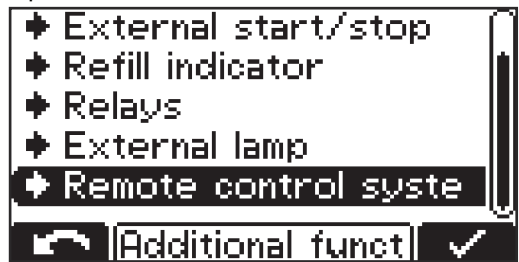 External start/stop
Refill indicator
Relays
External lamp
Remote control syste
Additional funct